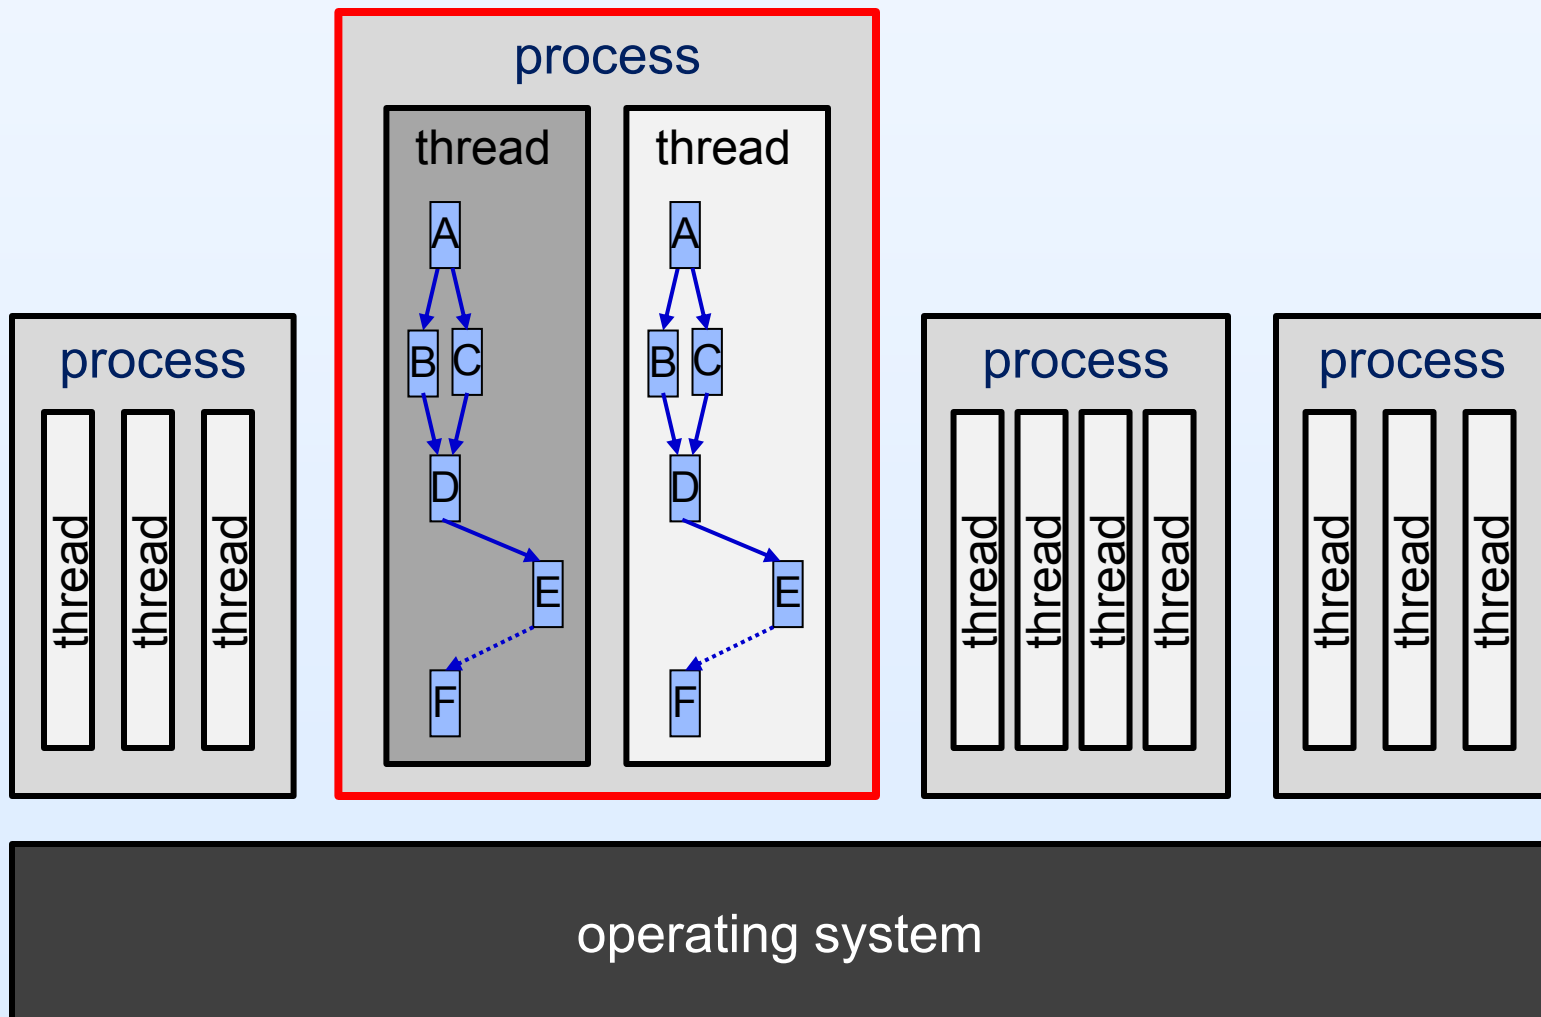 process
thread
A
B
C
D
E
F
thread
A
B
C
D
E
F
process
thread
thread
thread
process
thread
thread
thread
thread
process
thread
thread
thread
operating system